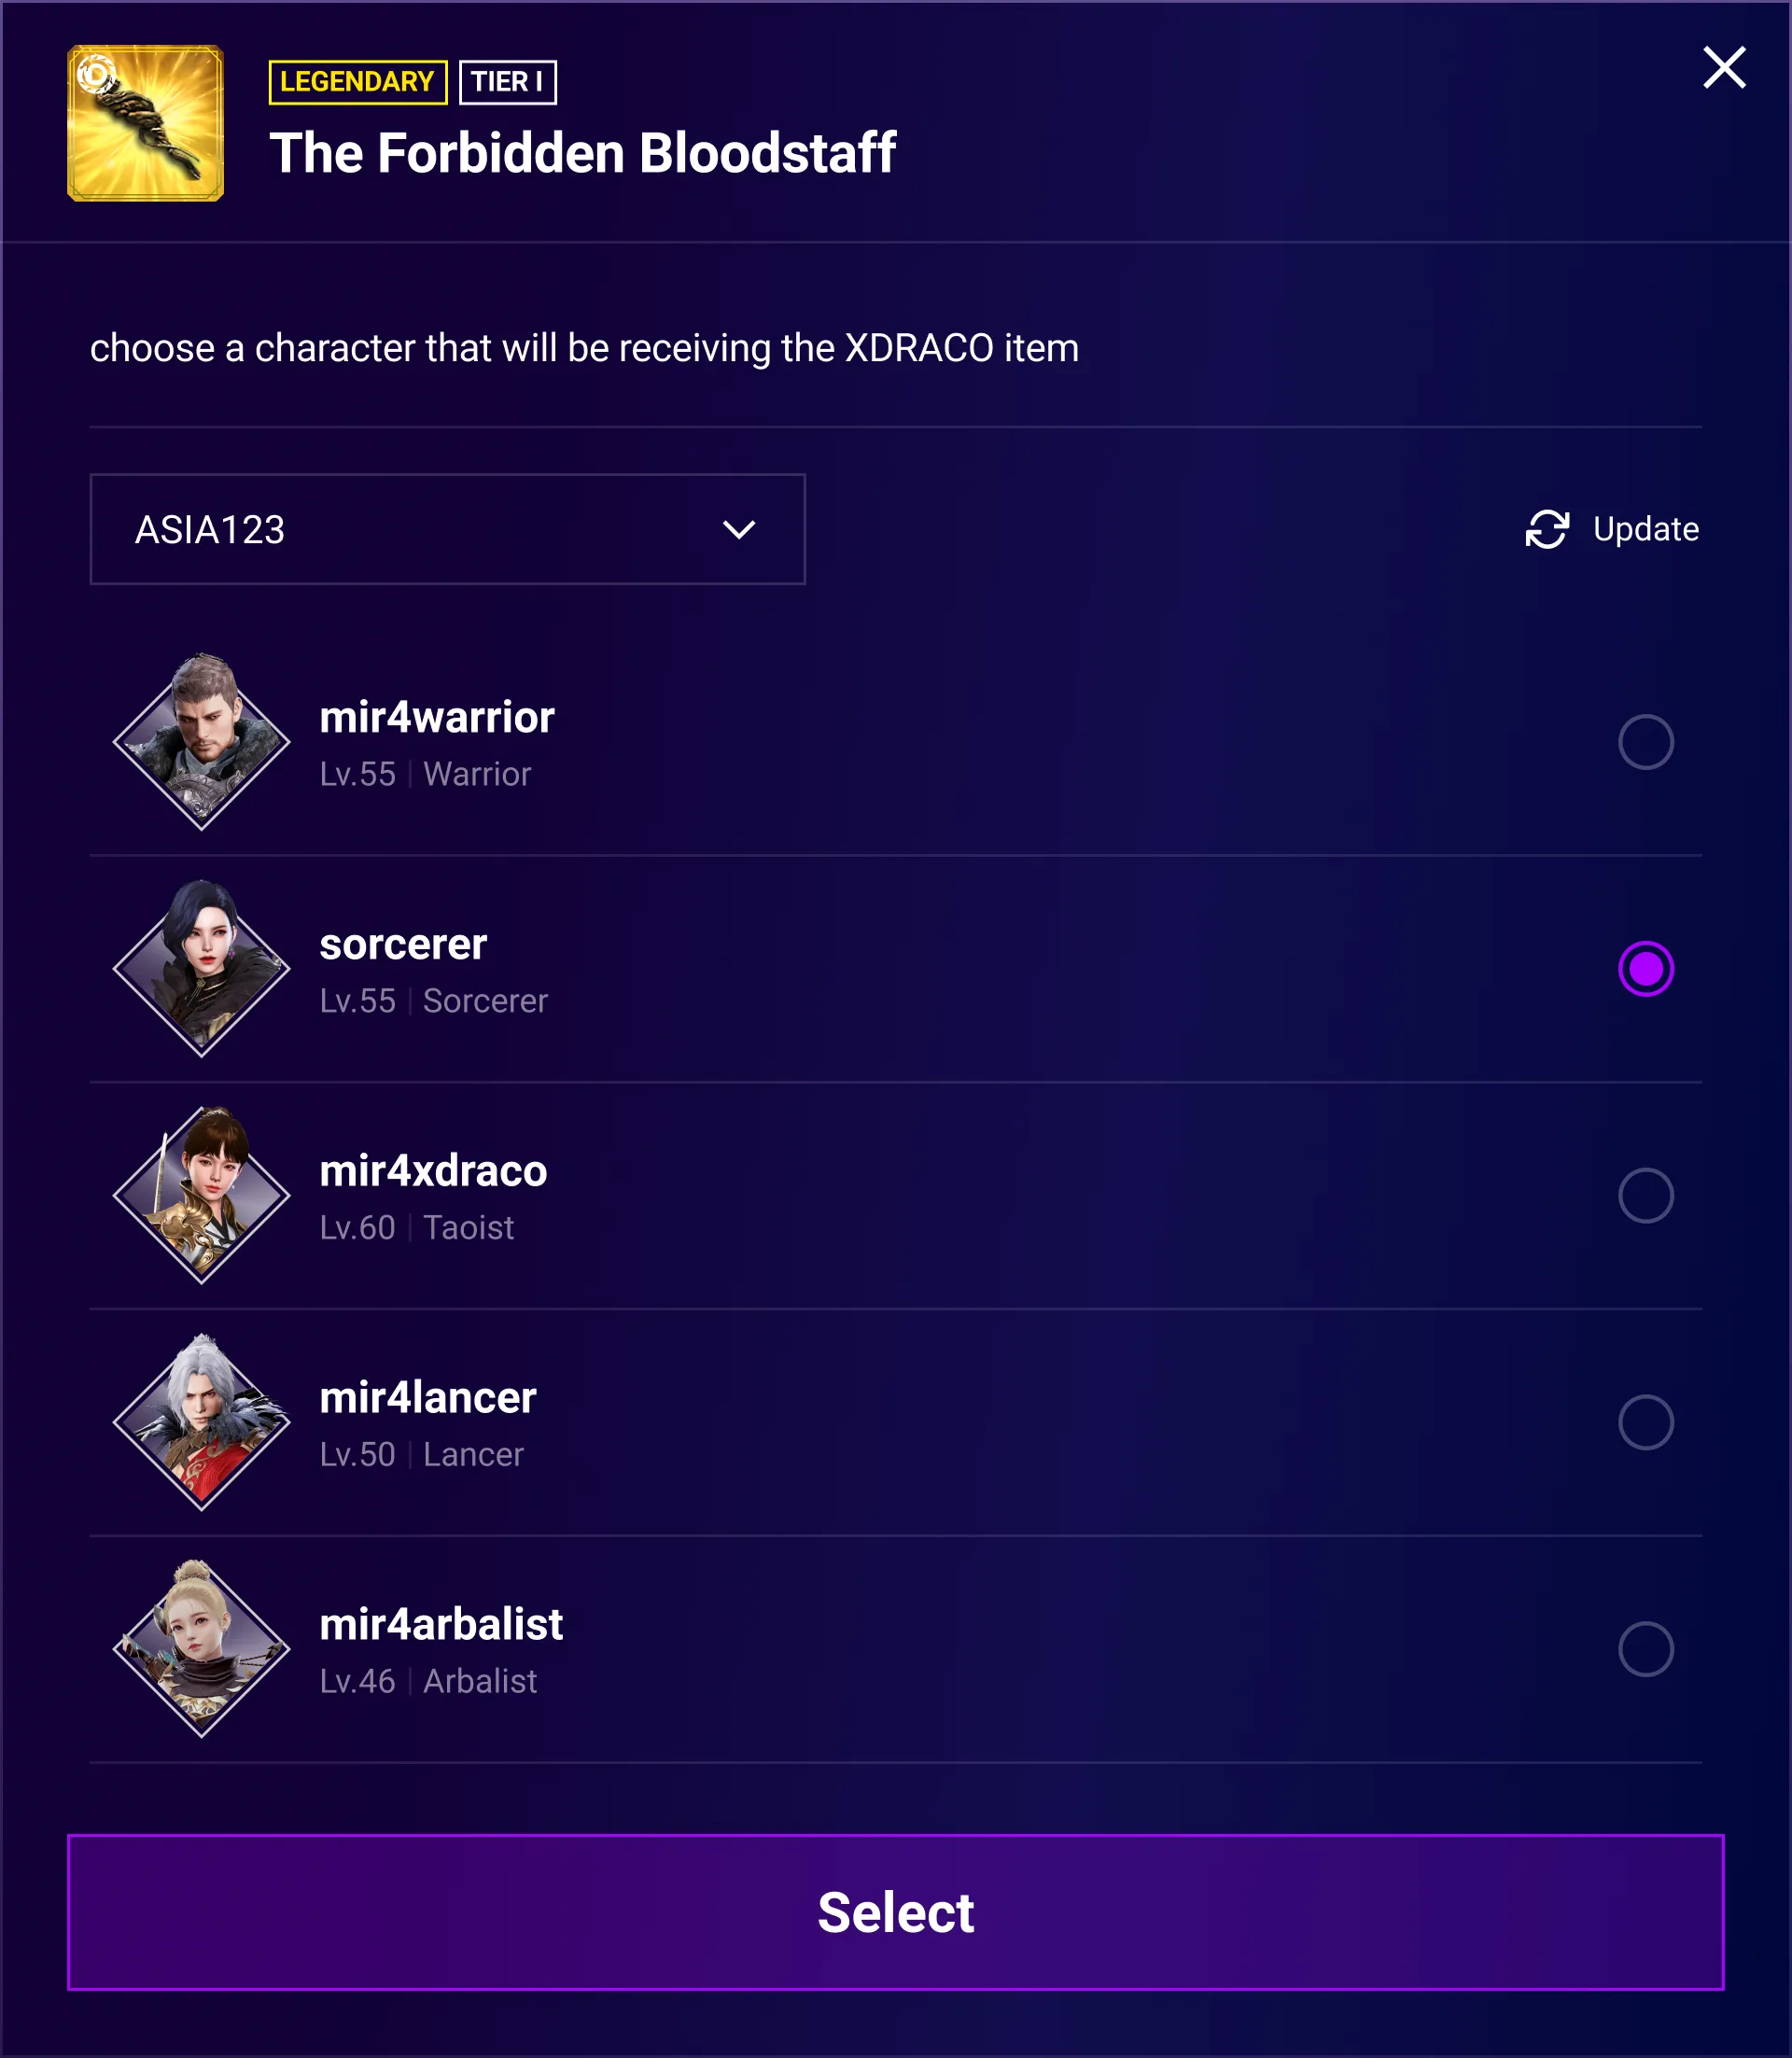 LEGENDARY TIER I
The Forbidden Bloodstaff
choose a character that will be receiving the XDRACO item
ASIA123
Update
mir4warrior
Lv.55 | Warrior
sorcerer
Lv.55 | Sorcerer
mir4xdraco
Lv.60 | Taoist
mir4lancer
Lv.50 | Lancer
mir4arbalist
Lv.46 | Arbalist
Select